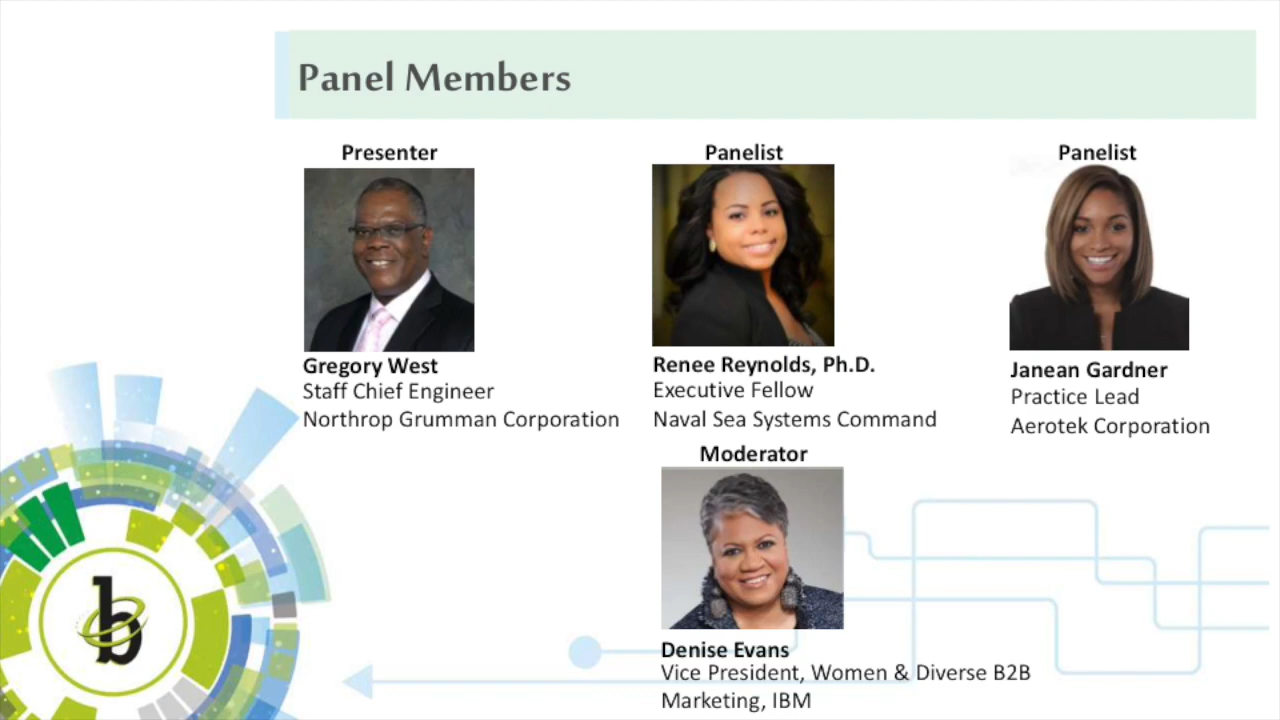 Panel Members
Presenter
Panelist
Panelist
Gregory West
Staff Chief Engineer
Northrop Grumman Corporation
Renee Reynolds, Ph.D.
Executive Fellow
Naval Sea Systems Command
Janean Gardner
Practice Lead
Aerotek Corporation
Moderator
Denise Evans
Vice President, Women & Diverse B2B
Marketing, IBM
b